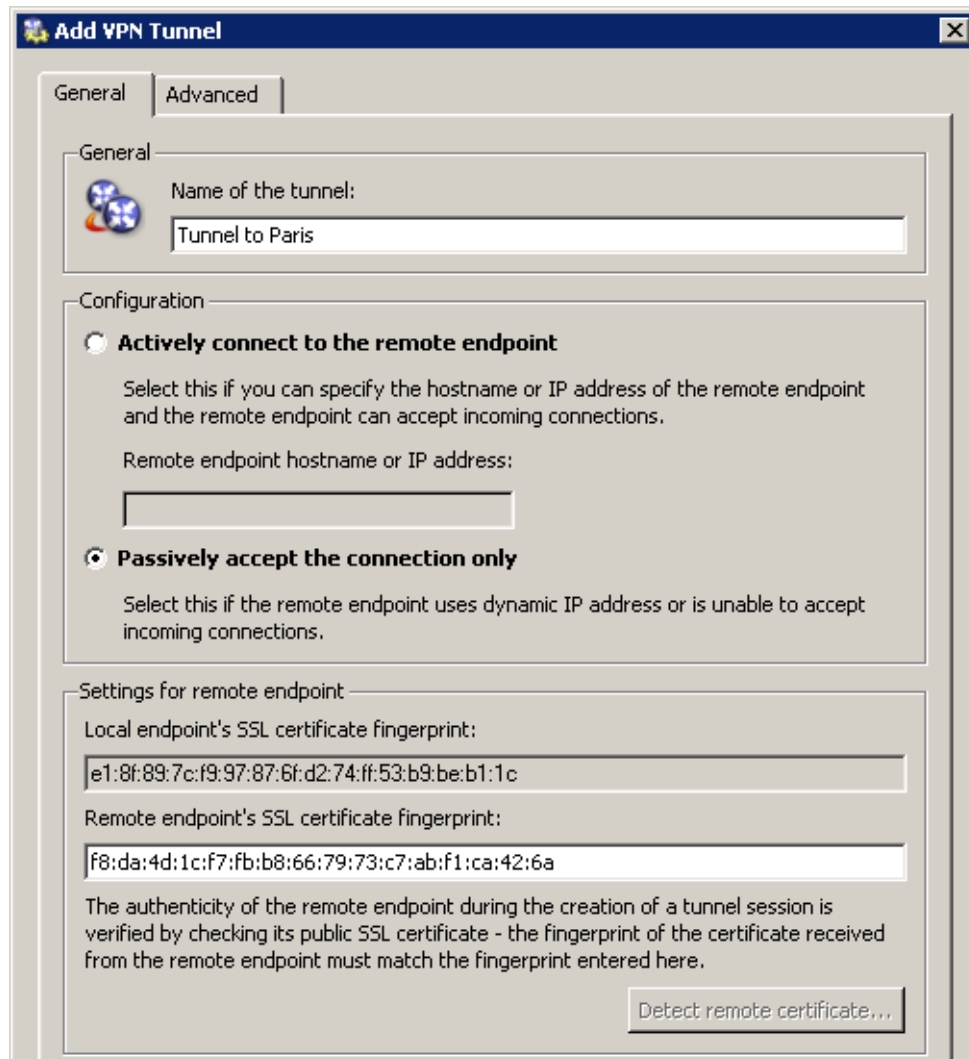 Add VPN Tunnel
General
Advanced
General
Name of the tunnel:
Tunnel to Paris
Configuration
Actively connect to the remote endpoint
Select this if you can specify the hostname or IP address of the remote endpoint
and the remote endpoint can accept incoming connections.
Remote endpoint hostname or IP address:
Passively accept the connection only
Select this if the remote endpoint uses dynamic IP address or is unable to accept
incoming connections.
Settings for remote endpoint
Local endpoint's SSL certificate fingerprint:
e1:8f:89:7c:f9:97:87:6f:d2:74:ff:53:b9:be:b1:1c
Remote endpoint's SSL certificate fingerprint:
f8:da:4d:1c:f7:fb:b8:66:79:73:c7:ab:f1:ca:42:6a
The authenticity of the remote endpoint during the creation of a tunnel session is
verified by checking its public SSL certificate - the fingerprint of the certificate received
from the remote endpoint must match the fingerprint entered here.
Detect remote certificate...